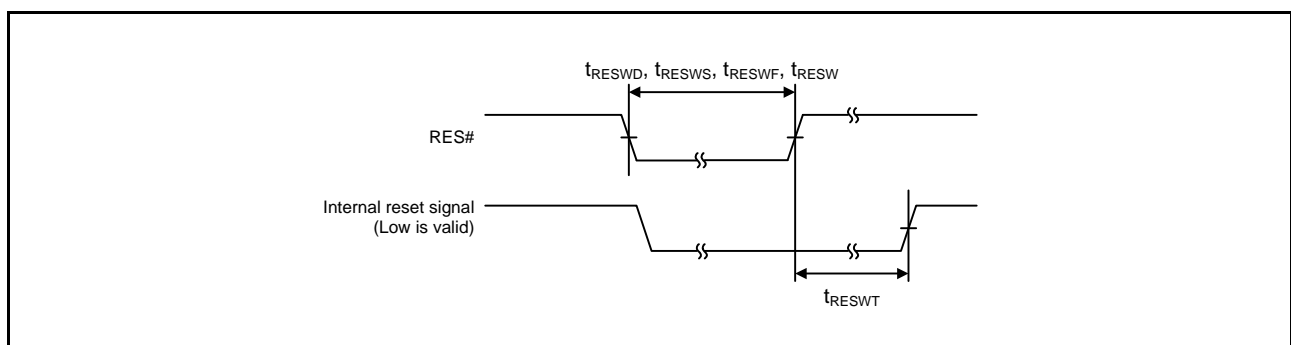 tRESWD, tRESWS, tRESWF, tRESW
RES#
Internal reset signal
(Low is valid)
tRESWT